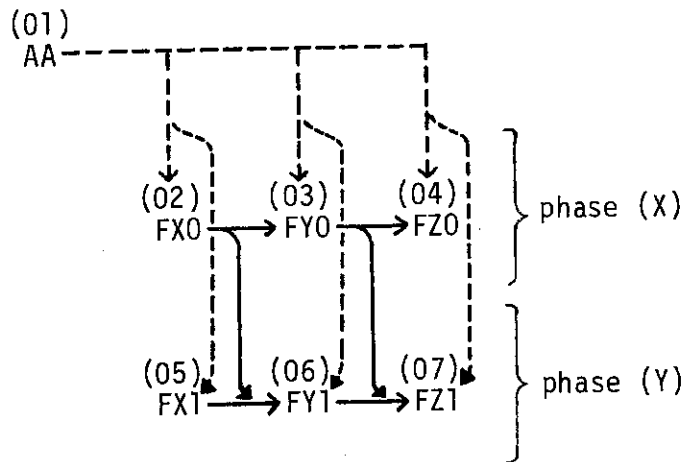 (01)
AA
(02) (03) (04)
FX0 FY0 FZ0
phase (X)
(05) (06) (07)
FX1 FY1 FZ1
phase (Y)